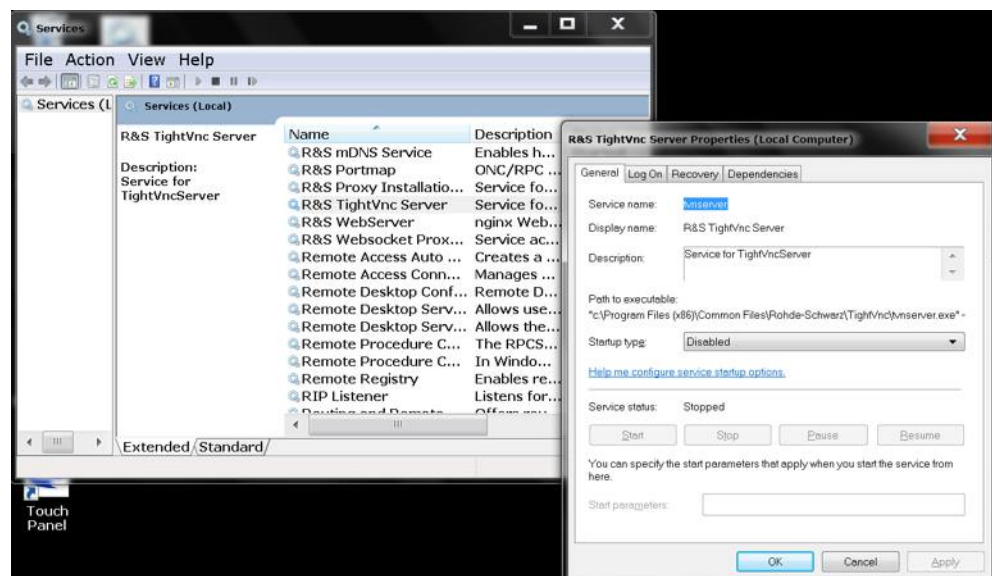 Services
File Action View Help
Services (L
Services (Local)
R&S TightVnc Server
Description:
Service for
TightVncServer
Name Description
R&S mDNS Service Enables h...
R&S Portmap ONC/RPC ...
R&S Proxy Installatio... Service fo...
R&S TightVnc Server Service fo...
R&S WebServer nginx Web...
R&S Websocket Prox... Service ac...
Remote Access Auto ... Creates a ...
Remote Access Conn... Manages ...
Remote Desktop Conf... Remote D...
Remote Desktop Serv... Allows use...
Remote Desktop Serv... Allows the...
Remote Procedure C... The RPCS...
Remote Procedure C... In Windo...
Remote Registry Enables re...
RIP Listener Listens for...
Routing and Remote
Extended Standard
Touch
Panel
R&S TightVnc Server Properties (Local Computer)
General Log On Recovery Dependencies
Service name: tvnserver
Display name: R&S TightVnc Server
Description: Service for TightVncServer
Path to executable:
"c:\Program Files (x86)\Common Files\Rohde-Schwarz\TightVnc\tvnserver.exe" -
Startup type: Disabled
Help me configure service startup options.
Service status: Stopped
Start Stop Pause Resume
You can specify the start parameters that apply when you start the service from
here.
Start parameters:
OK Cancel Apply